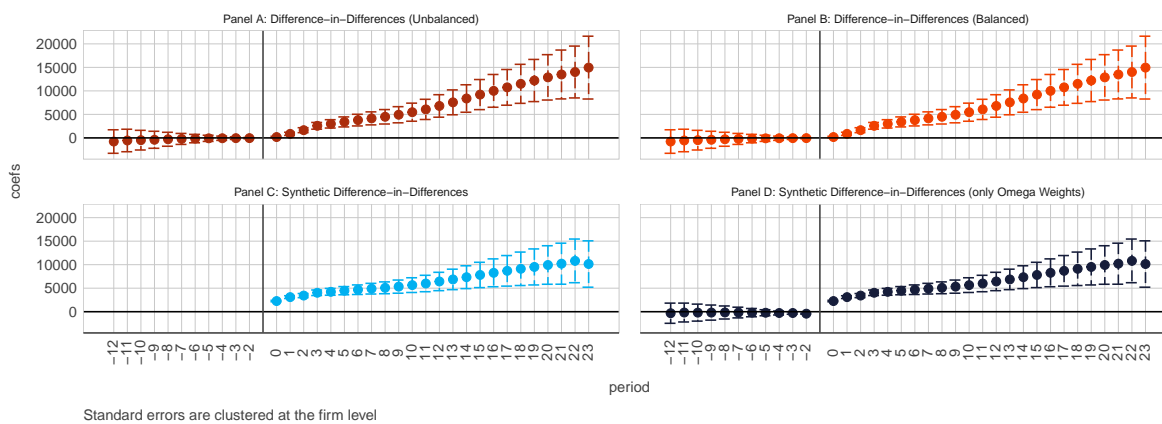 Panel A: Difference−in−Differences (Unbalanced)
Panel B: Difference−in−Differences (Balanced)
20000
15000
10000
5000
0
Panel C: Synthetic Difference−in−Differences
Panel D: Synthetic Difference−in−Differences (only Omega Weights)
20000
15000
10000
5000
0
coefs
−12 −11 −10 −9 −8 −7 −6 −5 −4 −3 −2 0 1 2 3 4 5 6 7 8 9 10 11 12 13 14 15 16 17 18 19 20 21 22 23
−12 −11 −10 −9 −8 −7 −6 −5 −4 −3 −2 0 1 2 3 4 5 6 7 8 9 10 11 12 13 14 15 16 17 18 19 20 21 22 23
period
Standard errors are clustered at the firm level